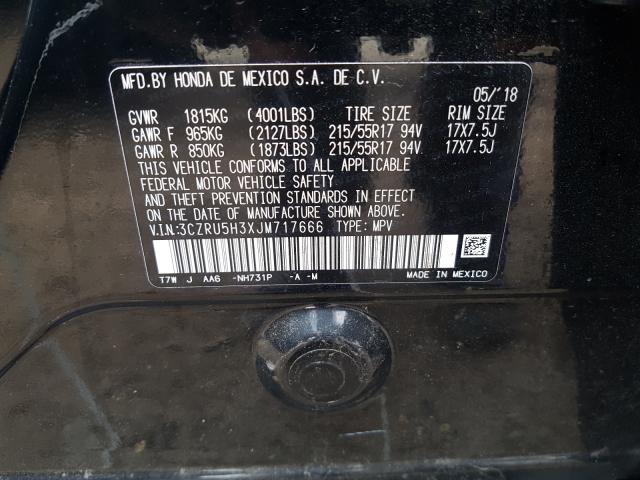 MFD.BY HONDA DE MEXICO S.A. DE C.V.
05/'18
GVWR 1815KG (4001LBS) TIRE SIZE RIM SIZE
GAWR F 965KG (2127LBS) 215/55R17 94V 17X7.5J
GAWR R 850KG (1873LBS) 215/55R17 94V 17X7.5J
THIS VEHICLE CONFORMS TO ALL APPLICABLE
FEDERAL MOTOR VEHICLE SAFETY
AND THEFT PREVENTION STANDARDS IN EFFECT
ON THE DATE OF MANUFACTURE SHOWN ABOVE.
V.I.N:3CZRU5H3XJM717666 TYPE: MPV
T7W J AA6 -NH731P -A -M MADE IN MEXICO